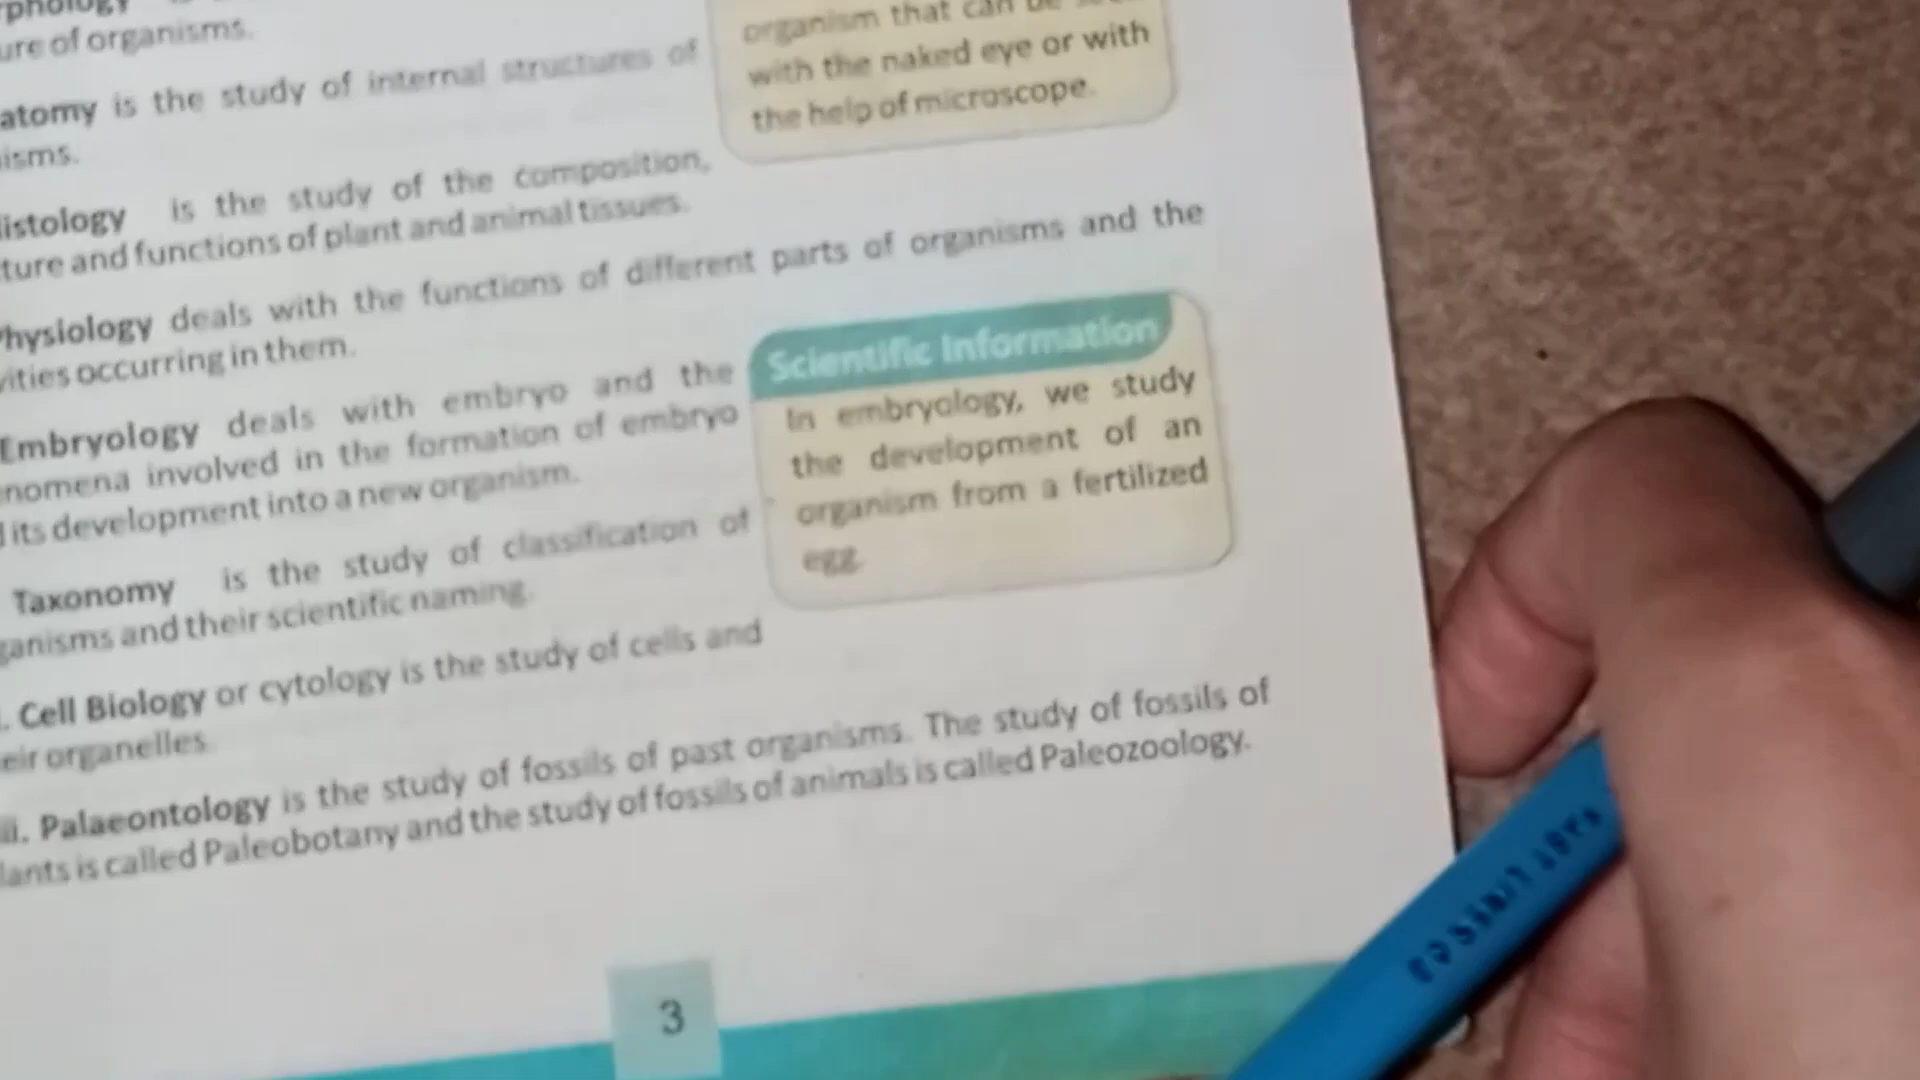 ure of organisms.
atomy is the study of internal structures of
isms.
istology is the study of the composition,
ture and functions of plant and animal tissues.
Physiology deals with the functions of different parts of organisms and the
vities occurring in them.
Embryology deals with embryo and the
nomena involved in the formation of embryo
its development into a new organism.
Taxonomy is the study of classification of
ganisms and their scientific naming.
. Cell Biology or cytology is the study of cells and
eir organelles.
ii. Palaeontology is the study of fossils of past organisms. The study of fossils of
lants is called Paleobotany and the study of fossils of animals is called Paleozoology.
organism that can be
with the naked eye or with
the help of microscope.
Scientific Information
In embryology, we study
the development of an
organism from a fertilized
egg.
3